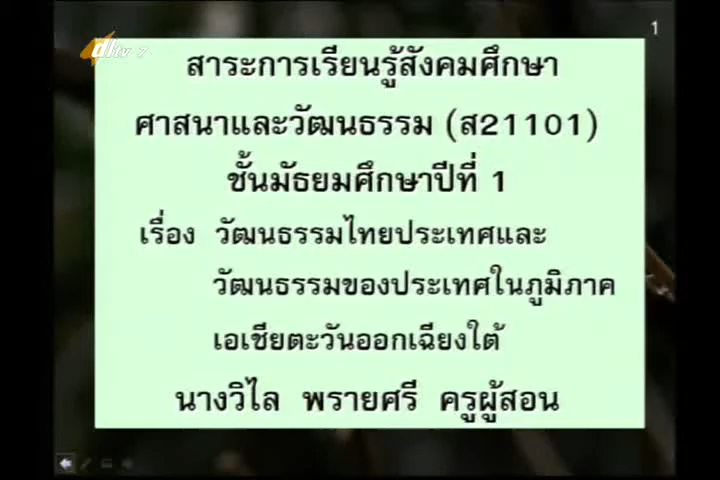 1
dltv 7
สาระการเรียนรู้สังคมศึกษา
ศาสนาและวัฒนธรรม (ส21101)
ชั้นมัธยมศึกษาปีที่ 1
เรื่อง วัฒนธรรมไทยประเทศและ
วัฒนธรรมของประเทศในภูมิภาค
เอเชียตะวันออกเฉียงใต้
นางวิไล พรายศรี ครูผู้สอน